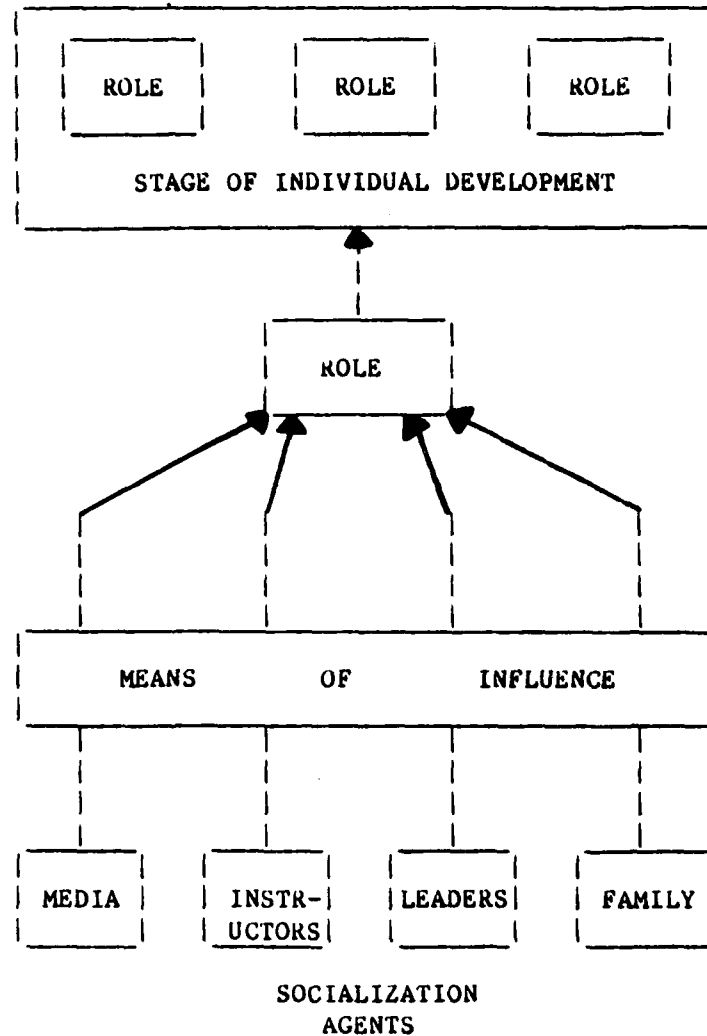 ROLE ROLE ROLE
STAGE OF INDIVIDUAL DEVELOPMENT
ROLE
MEANS OF INFLUENCE
MEDIA INSTR- LEADERS FAMILY
UCTORS
SOCIALIZATION
AGENTS